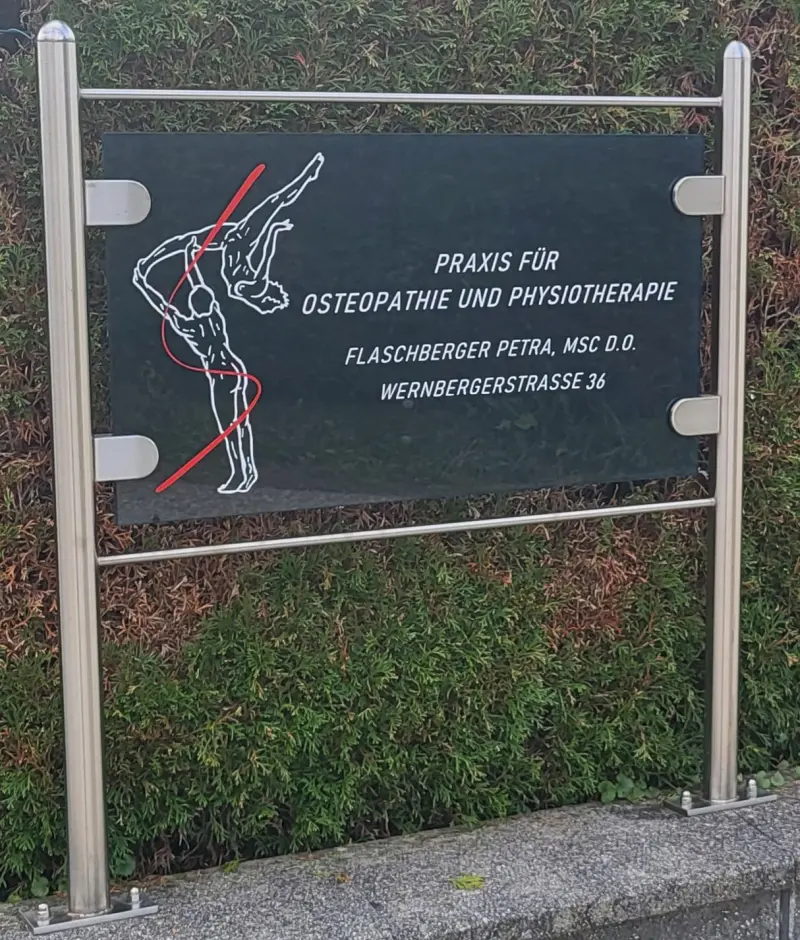 PRAXIS FÜR
OSTEOPATHIE UND PHYSIOTHERAPIE
FLASCHBERGER PETRA, MSC D.O.
WERNBERGERSTRASSE 36